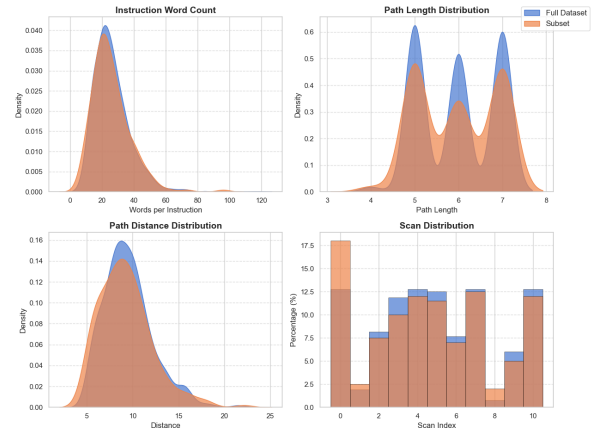 Instruction Word Count
0.040
0.035
0.030
0.025
0.020
0.015
0.010
0.005
0.000
Density
0 20 40 60 80 100 120
Words per Instruction
Path Length Distribution
Full Dataset
Subset
0.6
0.5
0.4
0.3
0.2
0.1
0.0
Density
3 4 5 6 7 8
Path Length
Path Distance Distribution
0.16
0.14
0.12
0.10
0.08
0.06
0.04
0.02
0.00
Density
5 10 15 20 25
Distance
Scan Distribution
17.5
15.0
12.5
10.0
7.5
5.0
2.5
0.0
Percentage (%)
0 2 4 6 8 10
Scan Index